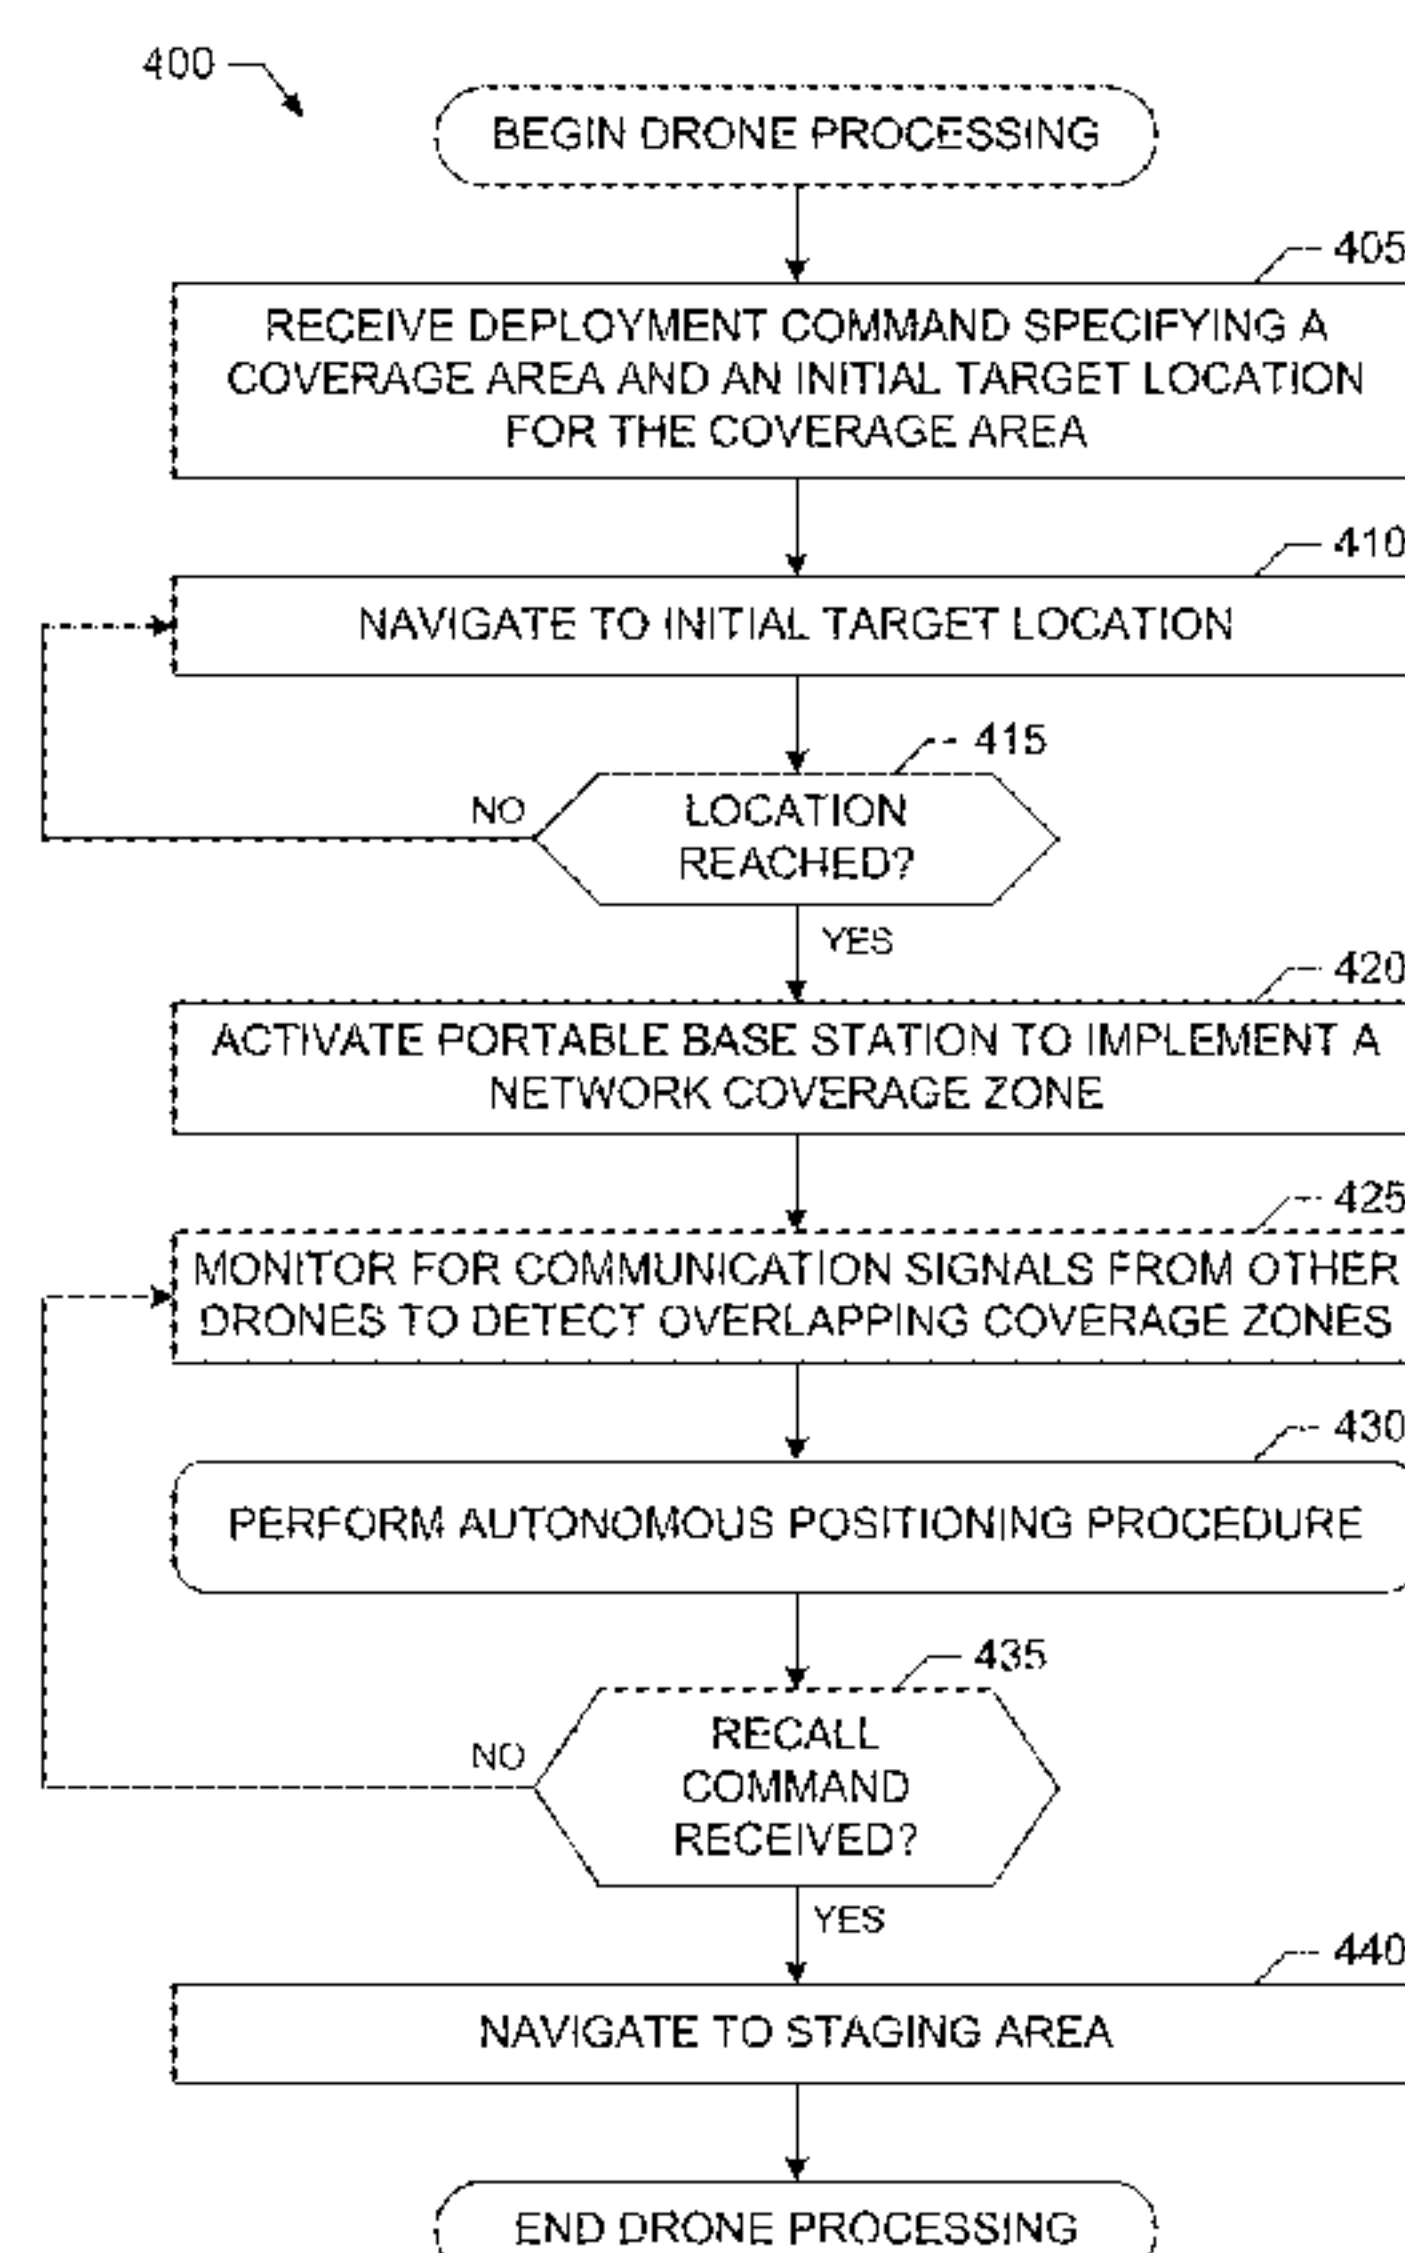 400
BEGIN DRONE PROCESSING
405
RECEIVE DEPLOYMENT COMMAND SPECIFYING A
COVERAGE AREA AND AN INITIAL TARGET LOCATION
FOR THE COVERAGE AREA
410
NAVIGATE TO INITIAL TARGET LOCATION
415
NO
LOCATION
REACHED?
YES
420
ACTIVATE PORTABLE BASE STATION TO IMPLEMENT A
NETWORK COVERAGE ZONE
425
MONITOR FOR COMMUNICATION SIGNALS FROM OTHER
DRONES TO DETECT OVERLAPPING COVERAGE ZONES
430
PERFORM AUTONOMOUS POSITIONING PROCEDURE
435
NO
RECALL
COMMAND
RECEIVED?
YES
440
NAVIGATE TO STAGING AREA
END DRONE PROCESSING